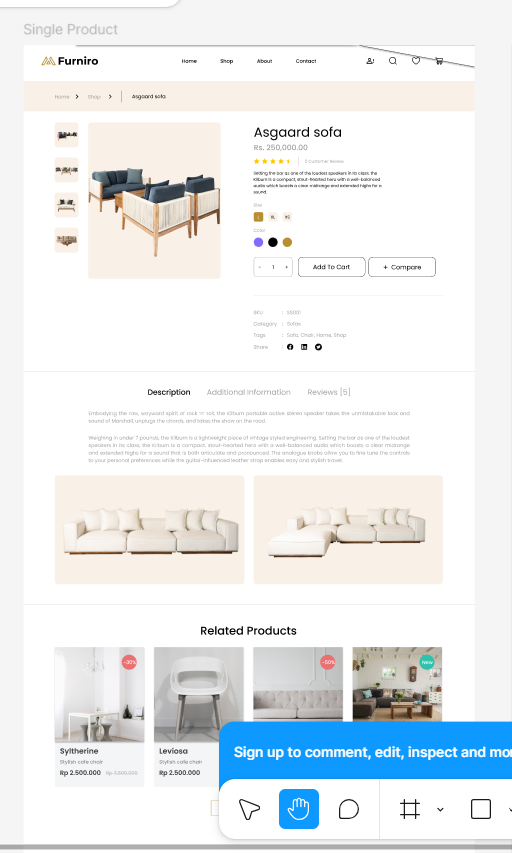 Single Product
Furniro
Home Shop About Contact
Home Shop Asgaard sofa
Asgaard sofa
Rs. 250,000.00
5 Customer Review
Setting the bar as one of the loudest speakers in its class, the
Kilburn is a compact, stout-hearted hero with a well-balanced
audio which boasts a clear midrange and extended highs for a
sound.
Size
L XL XS
Color
- 1 + Add To Cart + Compare
SKU : SS001
Category : Sofas
Tags : Sofa, Chair, Home, Shop
Share :
Description Additional Information Reviews [5]
Embodying the raw, wayward spirit of rock 'n' roll, the Kilburn portable active stereo speaker takes the unmistakable look and
sound of Marshall, unplugs the chords, and takes the show on the road.
Weighing in under 7 pounds, the Kilburn is a lightweight piece of vintage styled engineering. Setting the bar as one of the loudest
speakers in its class, the Kilburn is a compact, stout-hearted hero with a well-balanced audio which boasts a clear midrange
and extended highs for a sound that is both articulate and pronounced. The analogue knobs allow you to fine tune the controls
to your personal preferences while the guitar-influenced leather strap enables easy and stylish travel.
Related Products
-30% -50% New
Syltherine Leviosa
Stylish cafe chair Stylish cafe chair
Rp 2.500.000 Rp 3.500.000 Rp 2.500.000
Sign up to comment, edit, inspect and mo